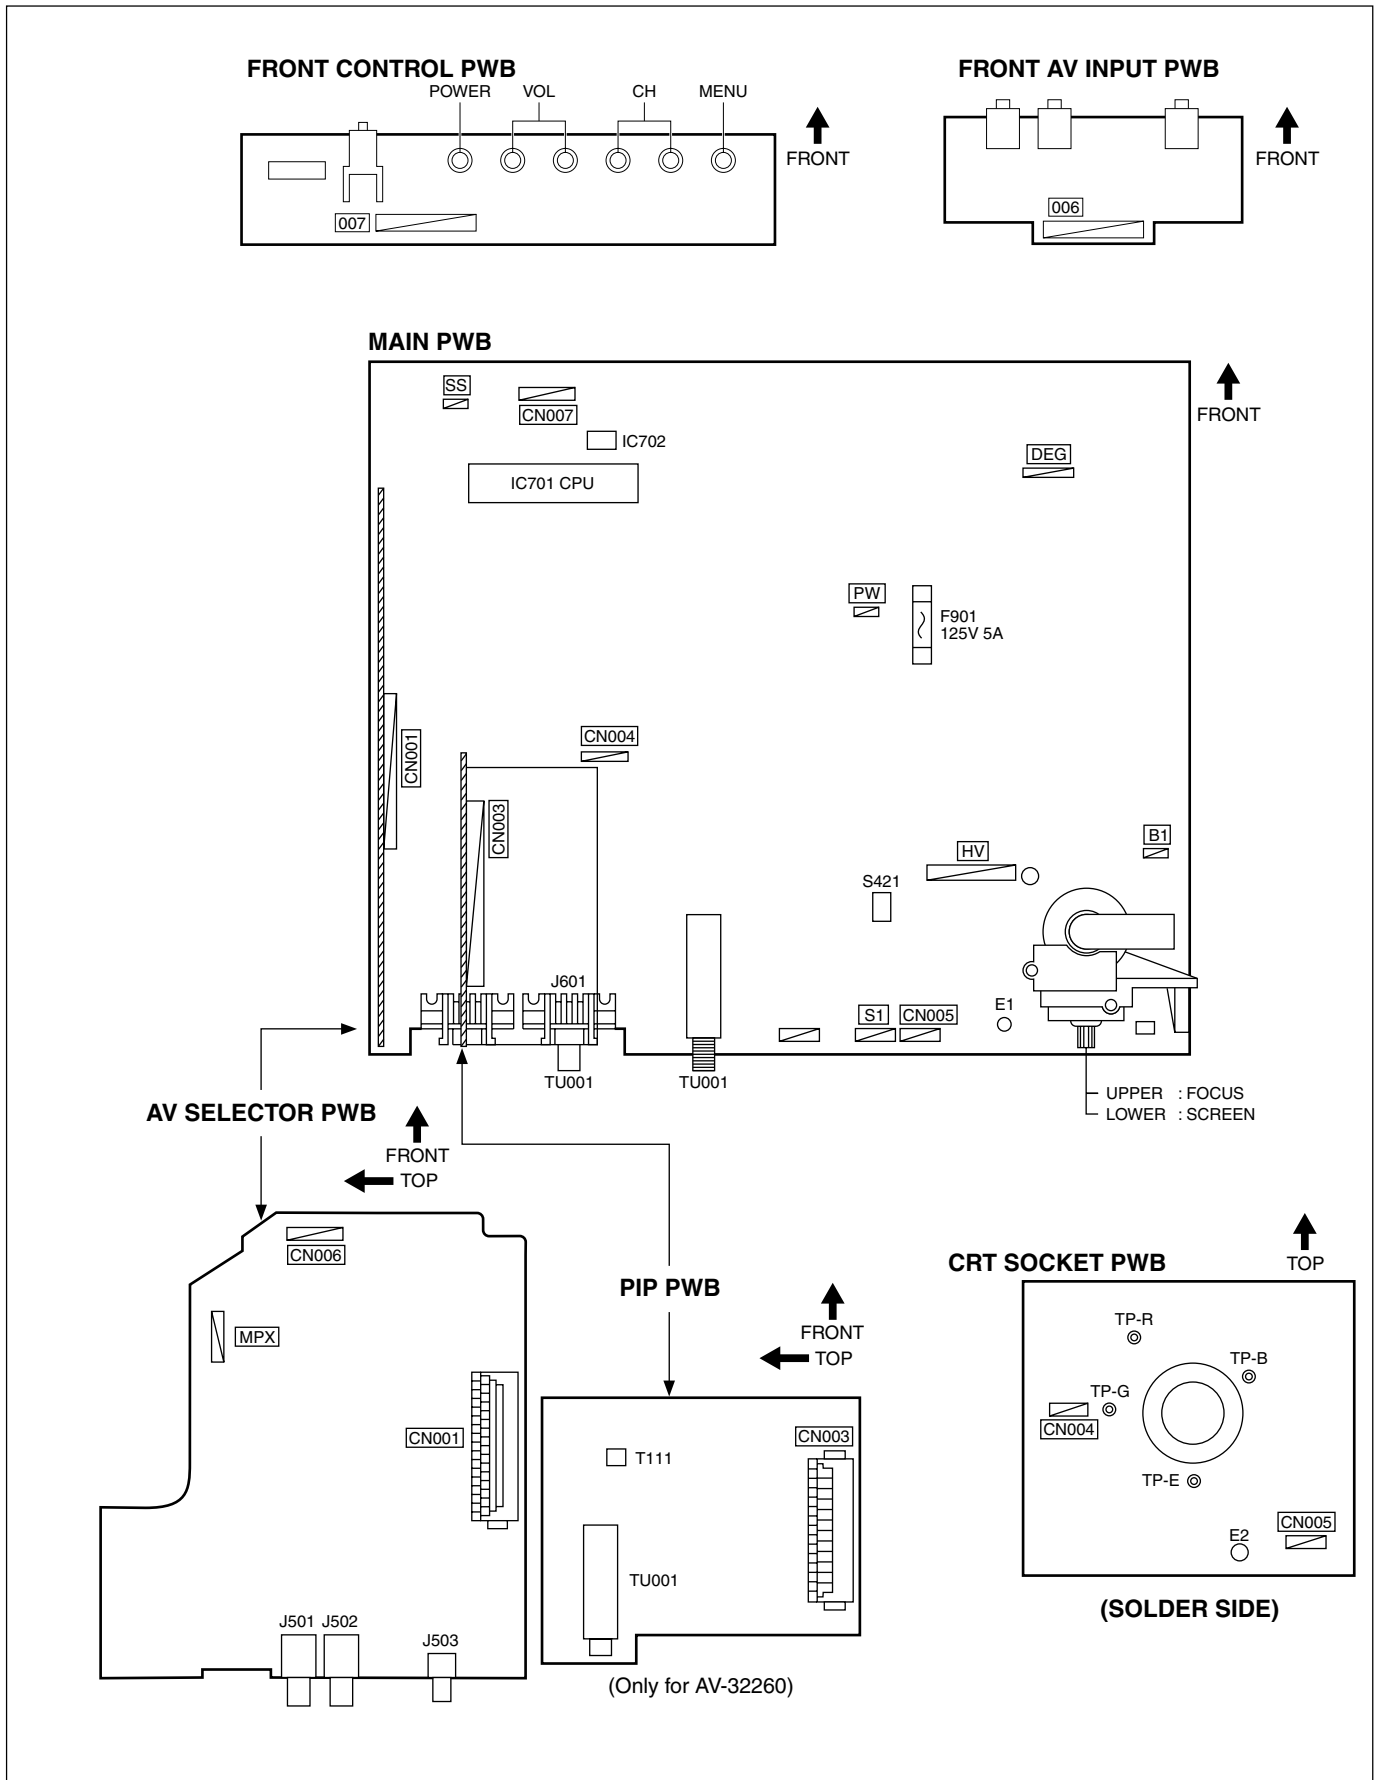 FRONT CONTROL PWB
POWER VOL CH MENU
FRONT
007
FRONT AV INPUT PWB
FRONT
006
MAIN PWB
FRONT
SS
CN007
IC702
IC701 CPU
DEG
PW
F901
125V 5A
CN001
CN004
CN003
B1
HV
S421
J601
E1
S1 CN005
TU001 TU001
UPPER : FOCUS
LOWER : SCREEN
AV SELECTOR PWB
FRONT
TOP
CN006
MPX
CN001
J501 J502
J503
PIP PWB
FRONT
TOP
CN003
T111
TU001
(Only for AV-32260)
CRT SOCKET PWB
TOP
TP-R
TP-B
TP-G
CN004
TP-E
CN005
E2
(SOLDER SIDE)